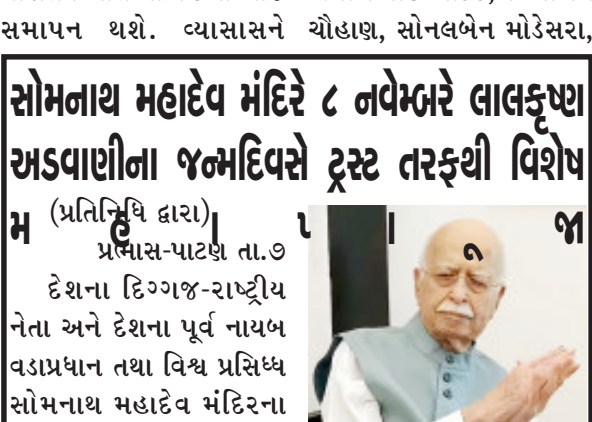 સમાપન થશે. વ્યાસાસને ચૌહાણ, સોનલબેન મોડેસરા,
સોમનાથ મહાદેવ મંદિરે ૮ નવેમ્બરે લાલકૃષ્ણ
અડવાણીના જન્મદિવસે ટ્રસ્ટ તરફથી વિશેષ
મહાપૂજા
(પ્રતિનિધિ દ્વારા)
પ્રભાસ-પાટણ તા.૭
દેશના દિગ્ગજ-રાષ્ટ્રીય
નેતા અને દેશના પૂર્વ નાયબ
વડાપ્રધાન તથા વિશ્વ પ્રસિધ્ધ
સોમનાથ મહાદેવ મંદિરના